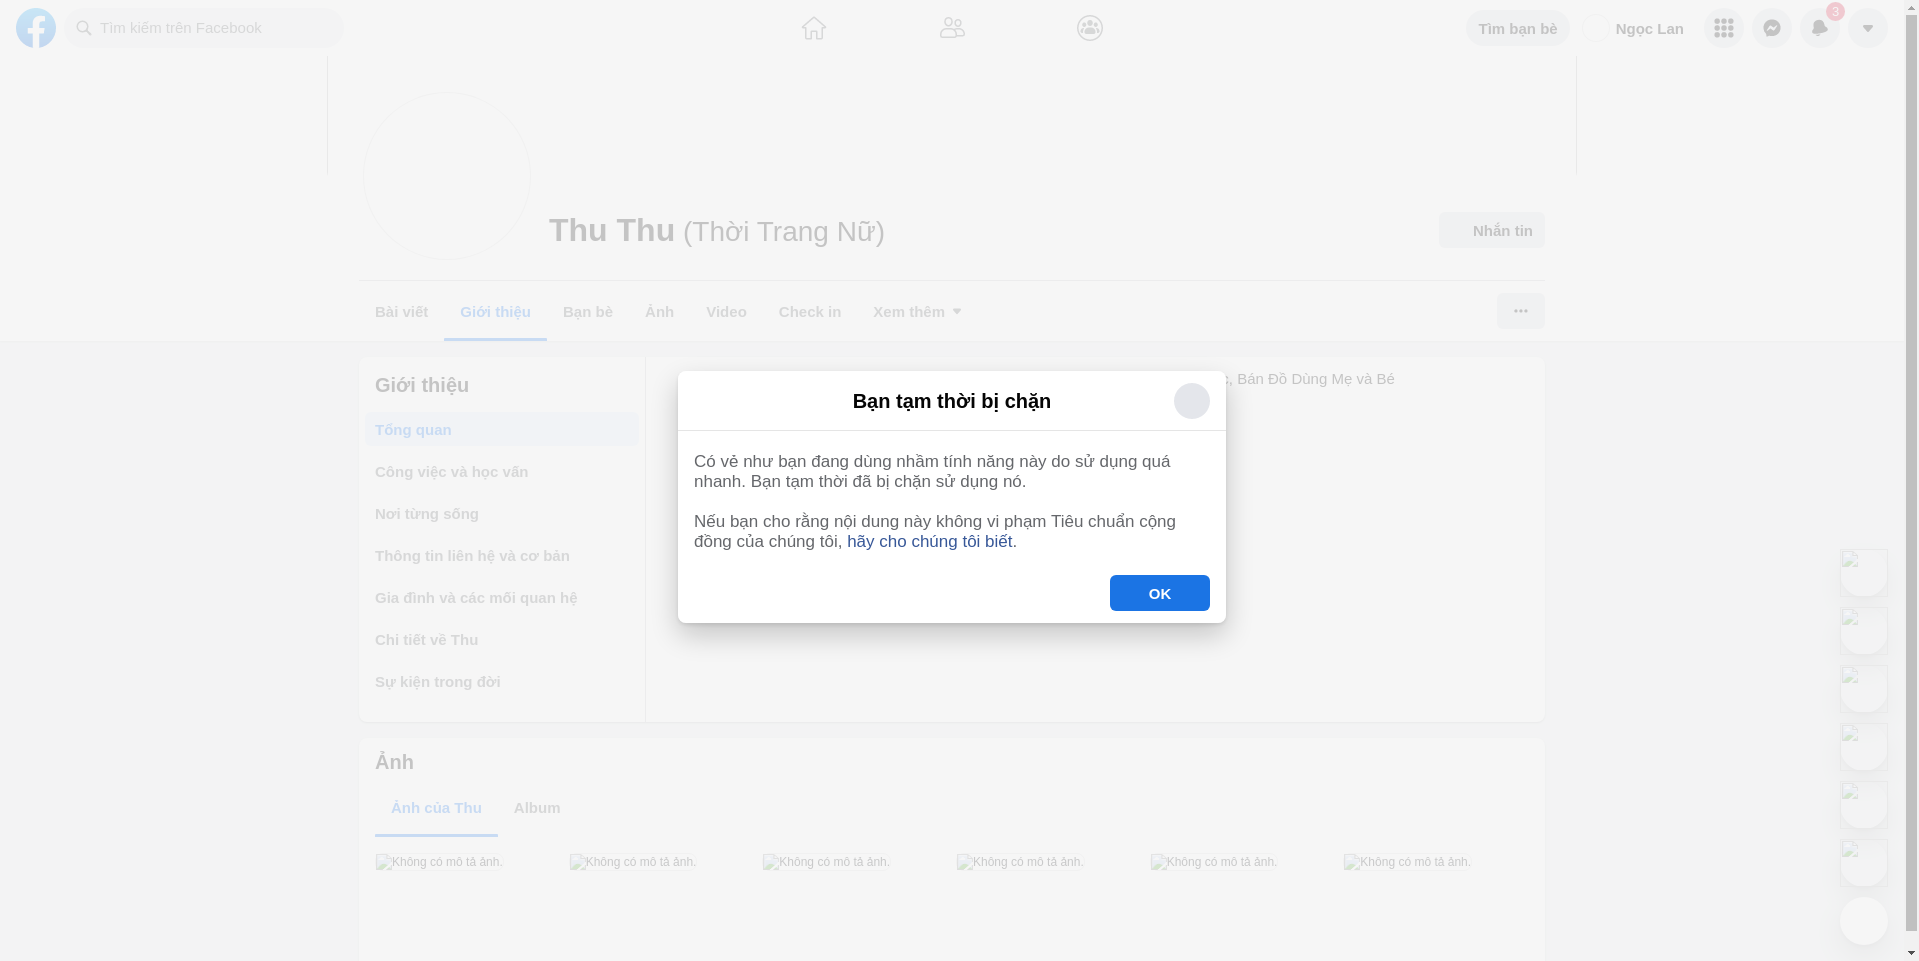 Tìm kiếm trên Facebook
Tìm bạn bè
Ngọc Lan
3
Thu Thu (Thời Trang Nữ)
Nhắn tin
Bài viết
Giới thiệu
Bạn bè
Ảnh
Video
Check in
Xem thêm
Giới thiệu
Tổng quan
Công việc và học vấn
Nơi từng sống
Thông tin liên hệ và cơ bản
Gia đình và các mối quan hệ
Chi tiết về Thu
Sự kiện trong đời
, Bán Đồ Dùng Mẹ và Bé
Bạn tạm thời bị chặn
Có vẻ như bạn đang dùng nhầm tính năng này do sử dụng quá
nhanh. Bạn tạm thời đã bị chặn sử dụng nó.
Nếu bạn cho rằng nội dung này không vi phạm Tiêu chuẩn cộng
đồng của chúng tôi, hãy cho chúng tôi biết.
OK
Ảnh
Ảnh của Thu
Album
Không có mô tả ảnh.
Không có mô tả ảnh.
Không có mô tả ảnh.
Không có mô tả ảnh.
Không có mô tả ảnh.
Không có mô tả ảnh.